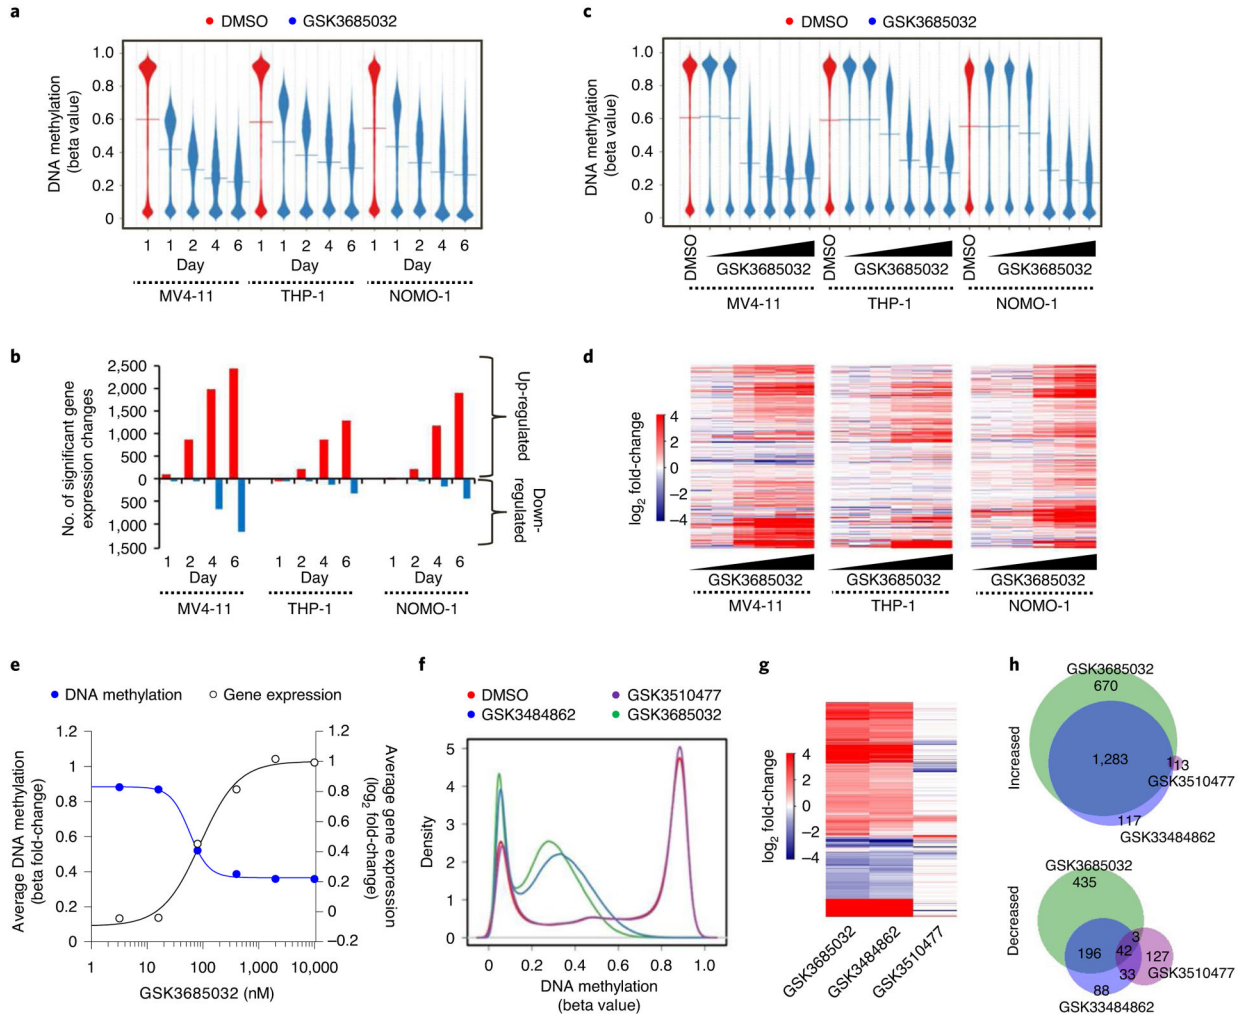 a
DMSO GSK3685032
DNA methylation
(beta value)
1.0
0.8
0.6
0.4
0.2
0
1 1 2 4 6 1 1 2 4 6 1 1 2 4 6
Day Day Day
MV4-11 THP-1 NOMO-1
c
DMSO GSK3685032
DNA methylation
(beta value)
1.0
0.8
0.6
0.4
0.2
0
DMSO GSK3685032 DMSO GSK3685032 DMSO GSK3685032
MV4-11 THP-1 NOMO-1
b
No. of significant gene
expression changes
2,500
2,000
1,500
1,000
500
0
500
1,000
1,500
Up-regulated
Down-
regulated
1 2 4 6 1 2 4 6 1 2 4 6
Day Day Day
MV4-11 THP-1 NOMO-1
d
log2 fold-change
4
2
0
−2
−4
GSK3685032 GSK3685032 GSK3685032
MV4-11 THP-1 NOMO-1
e
DNA methylation Gene expression
Average DNA methylation
(beta fold-change)
1.2
1
0.8
0.6
0.4
0.2
0
1.2
1
0.8
0.6
0.4
0.2
0
−0.2
Average gene expression
(log2 fold-change)
1 10 100 1,000 10,000
GSK3685032 (nM)
f
DMSO GSK3510477
GSK3484862 GSK3685032
Density
5
4
3
2
1
0
0 0.2 0.4 0.6 0.8 1.0
DNA methylation
(beta value)
g
log2 fold-change
4
2
0
−2
−4
GSK3685032
GSK3484862
GSK3510477
h
Increased
GSK3685032
670
1,283
1 13
GSK3510477
117
GSK33484862
Decreased
GSK3685032
435
3
196 42 127
GSK3510477
33
88
GSK33484862